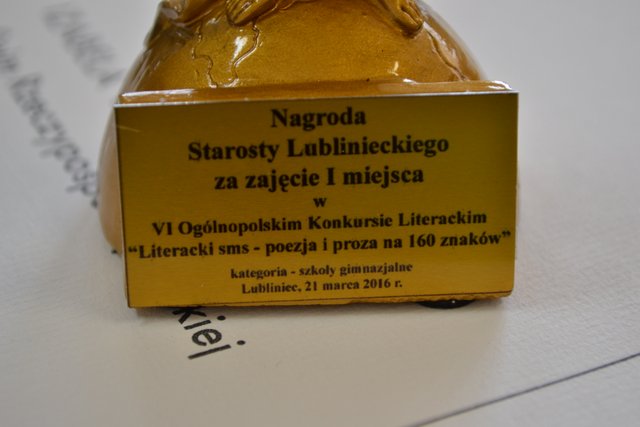 Nagroda
Starosty Lublinieckiego
za zajęcie I miejsca
w
VI Ogólnopolskim Konkursie Literackim
“Literacki sms - poezja i proza na 160 znaków”
kategoria - szkoły gimnazjalne
Lubliniec, 21 marca 2016 r.